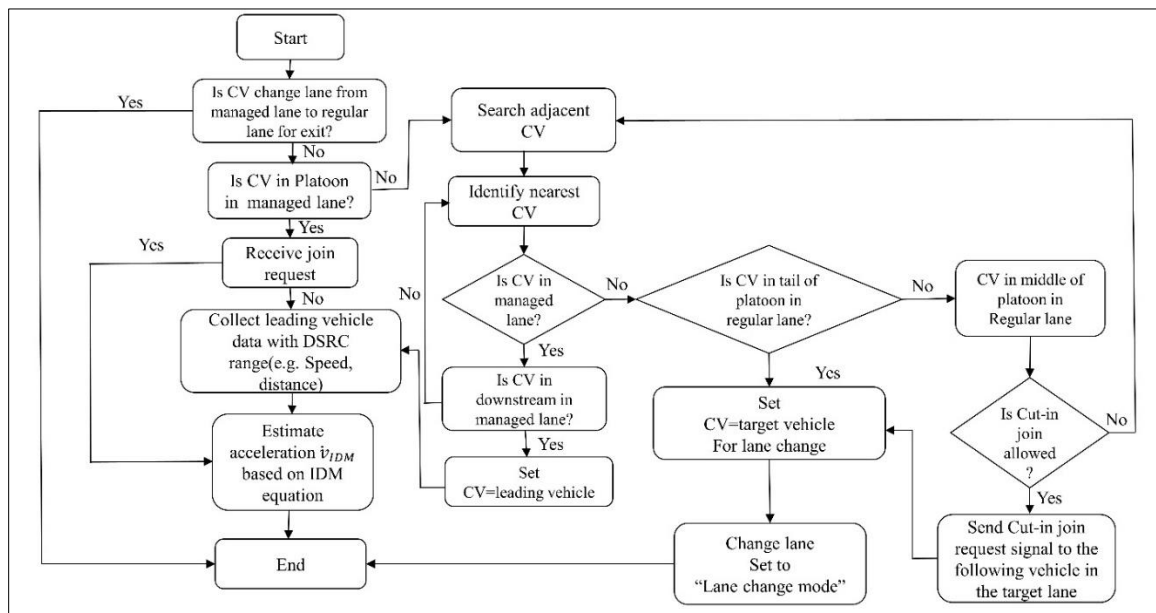 Start
Is CV change lane from
managed lane to regular
lane for exit?
Yes
No
Is CV in Platoon
in managed lane?
No
Yes
Receive join
request
Yes
No
Collect leading vehicle
data with DSRC
range(e.g. Speed,
distance)
Estimate
acceleration v̇IDM
based on IDM
equation
End
Search adjacent
CV
Identify nearest
CV
Is CV in
managed
lane?
No
Yes
Is CV in
downstream in
managed lane?
No
Yes
Set
CV=leading vehicle
Is CV in tail of
platoon in
regular lane?
No
Yes
Set
CV=target vehicle
For lane change
Change lane
Set to
“Lane change mode”
CV in middle of
platoon in
Regular lane
Is Cut-in
join
allowed
?
No
Yes
Send Cut-in join
request signal to the
following vehicle in
the target lane